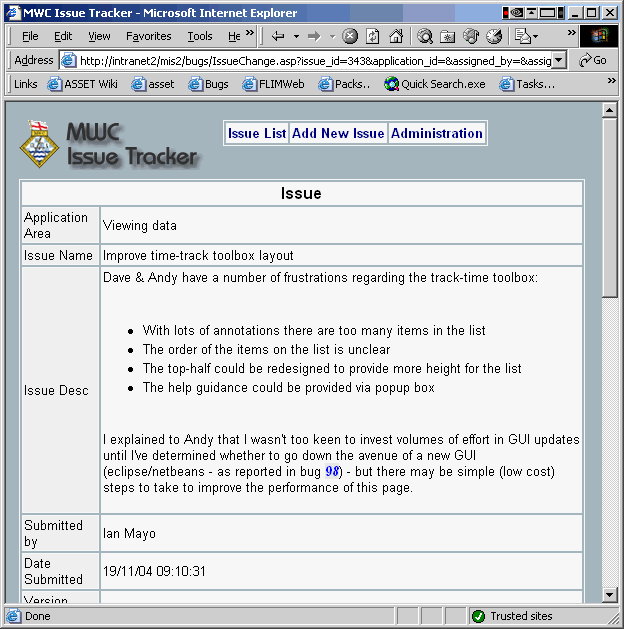 MWC Issue Tracker - Microsoft Internet Explorer
File Edit View Favorites Tools He »
Address http://intranet2/mis2/bugs/IssueChange.asp?issue_id=343&application_id=&assigned_by=&assig Go
Links ASSET Wiki asset Bugs FLIMWeb Packs.. Quick Search.exe Tasks... »
MWC
Issue Tracker
Issue List Add New Issue Administration
Issue
Application
Area
Viewing data
Issue Name Improve time-track toolbox layout
Issue Desc
Dave & Andy have a number of frustrations regarding the track-time toolbox:
• With lots of annotations there are too many items in the list
• The order of the items on the list is unclear
• The top-half could be redesigned to provide more height for the list
• The help guidance could be provided via popup box
I explained to Andy that I wasn't too keen to invest volumes of effort in GUI updates
until I've determined whether to go down the avenue of a new GUI
(eclipse/netbeans - as reported in bug 98) - but there may be simple (low cost)
steps to take to improve the performance of this page.
Submitted
by
Ian Mayo
Date
Submitted
19/11/04 09:10:31
Version
Done Trusted sites